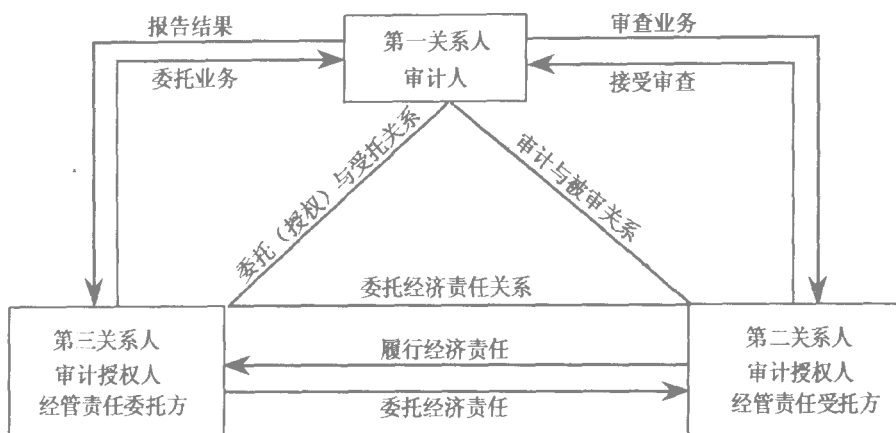 报告结果
委托业务
第一关系人
审计人
审查业务
接受审查
委托（授权）与受托关系
审计与被审关系
委托经济责任关系
第三关系人
审计授权人
经管责任委托方
履行经济责任
委托经济责任
第二关系人
审计授权人
经管责任受托方